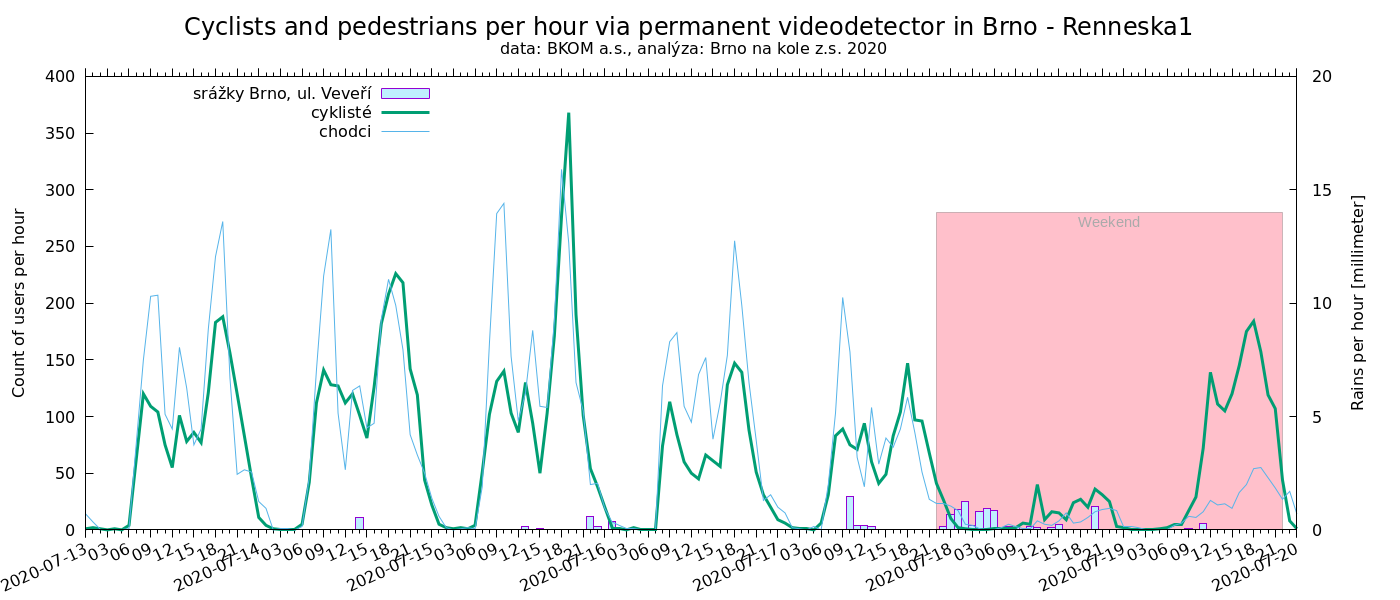 Cyclists and pedestrians per hour via permanent videodetector in Brno - Renneska1
data: BKOM a.s., analýza: Brno na kole z.s. 2020
srážky Brno, ul. Veveří
cyklisté
chodci
Weekend
Count of users per hour
400
350
300
250
200
150
100
50
0
Rains per hour [millimeter]
20
15
10
5
0
2020-07-13 03 06 09 12 15 18 21 2020-07-14 03 06 09 12 15 18 21 2020-07-15 03 06 09 12 15 18 21 2020-07-16 03 06 09 12 15 18 21 2020-07-17 03 06 09 12 15 18 21 2020-07-18 03 06 09 12 15 18 21 2020-07-19 03 06 09 12 15 18 21 2020-07-20